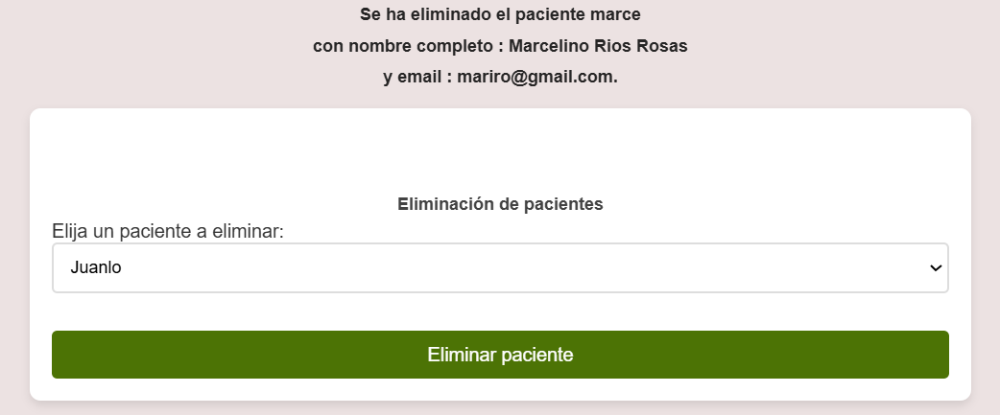 Se ha eliminado el paciente marce
con nombre completo : Marcelino Rios Rosas
y email : mariro@gmail.com.
Eliminación de pacientes
Elija un paciente a eliminar:
Juanlo
Eliminar paciente